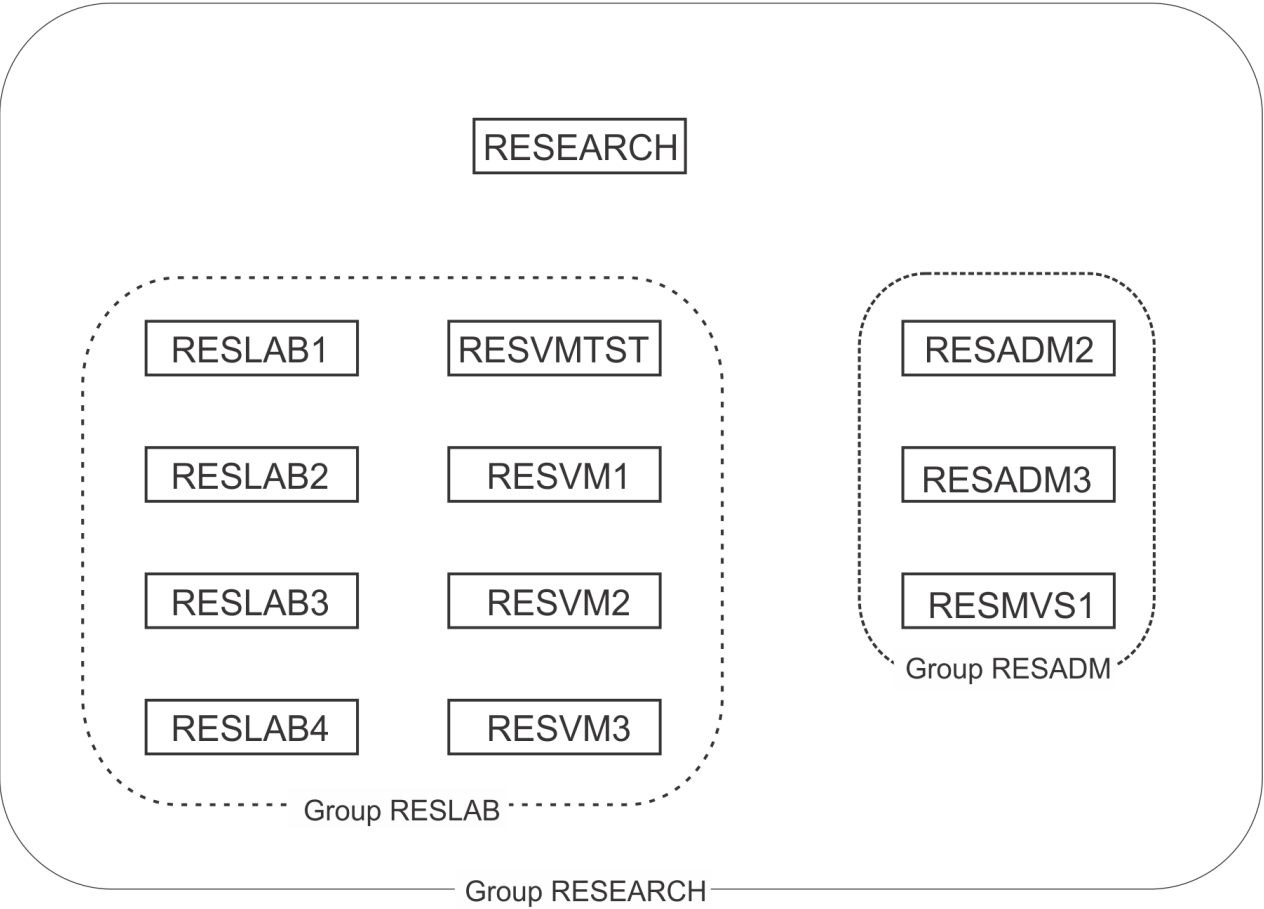 RESEARCH
RESLAB1
RESVMTST
RESADM2
RESLAB2
RESVM1
RESADM3
RESLAB3
RESVM2
RESMVS1
Group RESADM
RESLAB4
RESVM3
Group RESLAB
Group RESEARCH